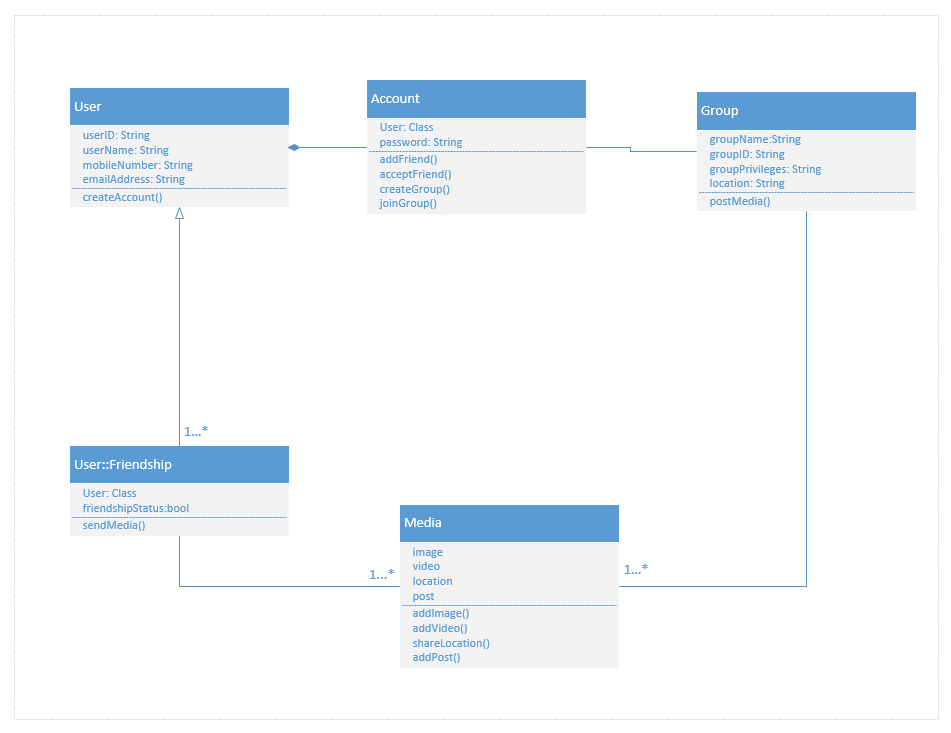 User
userID: String
userName: String
mobileNumber: String
emailAddress: String
createAccount()
Account
User: Class
password: String
addFriend()
acceptFriend()
createGroup()
joinGroup()
Group
groupName:String
groupID: String
groupPrivileges: String
location: String
postMedia()
1...*
User::Friendship
User: Class
friendshipStatus:bool
sendMedia()
1...*
Media
image
video
location
post
addImage()
addVideo()
shareLocation()
addPost()
1...*